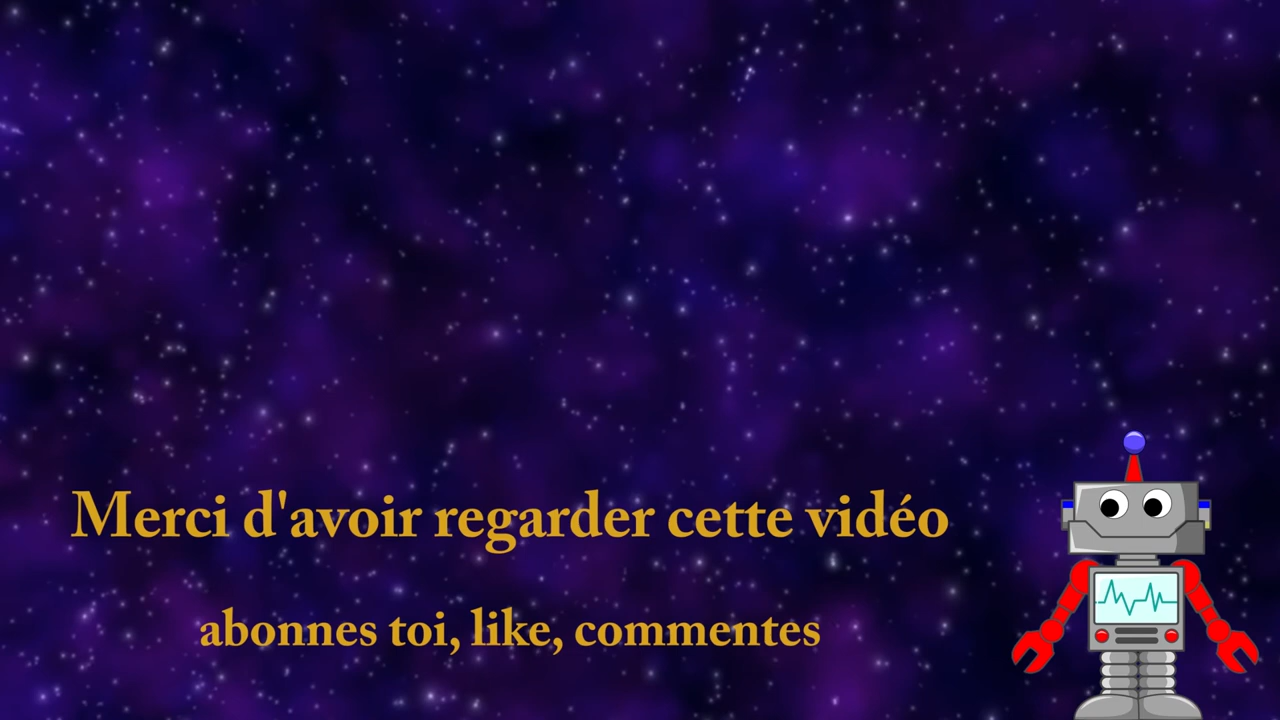 Merci d'avoir regarder cette vidéo
abonnes toi, like, commentes